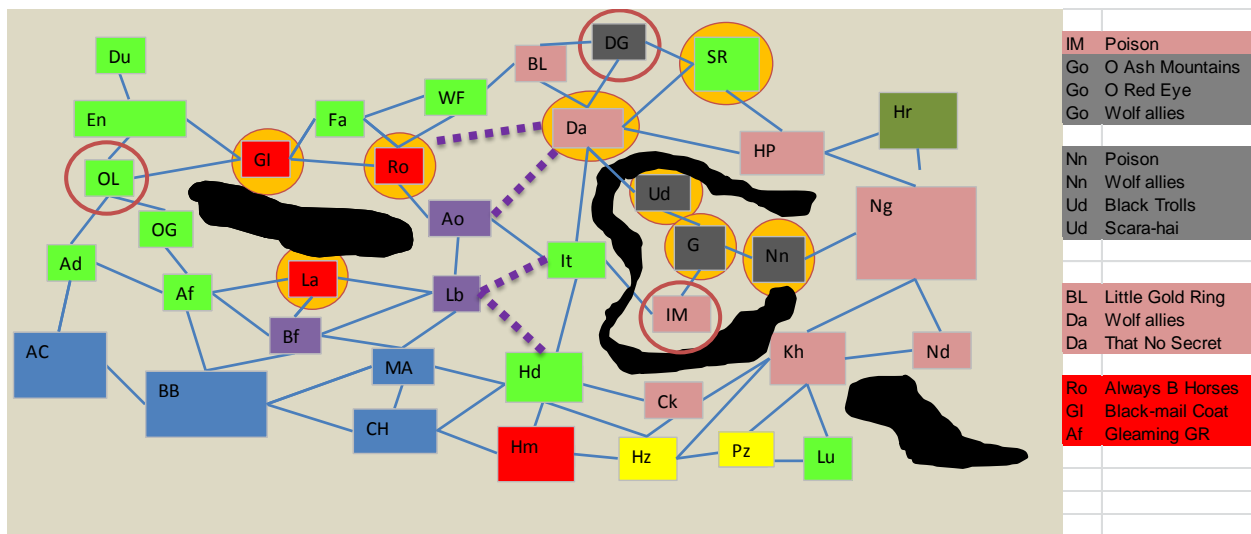 Du
DG
SR
BL
WF
Hr
En
Fa
Da
HP
GI
Ro
OL
Ud
Ng
OG
Ao
G
Nn
Ad
It
La
Af
Lb
IM
Bf
AC
MA
Kh
Nd
BB
Hd
Ck
CH
Hm
Hz
Pz
Lu
IM Poison
Go O Ash Mountains
Go O Red Eye
Go Wolf allies
Nn Poison
Nn Wolf allies
Ud Black Trolls
Ud Scara-hai
BL Little Gold Ring
Da Wolf allies
Da That No Secret
Ro Always B Horses
GI Black-mail Coat
Af Gleaming GR